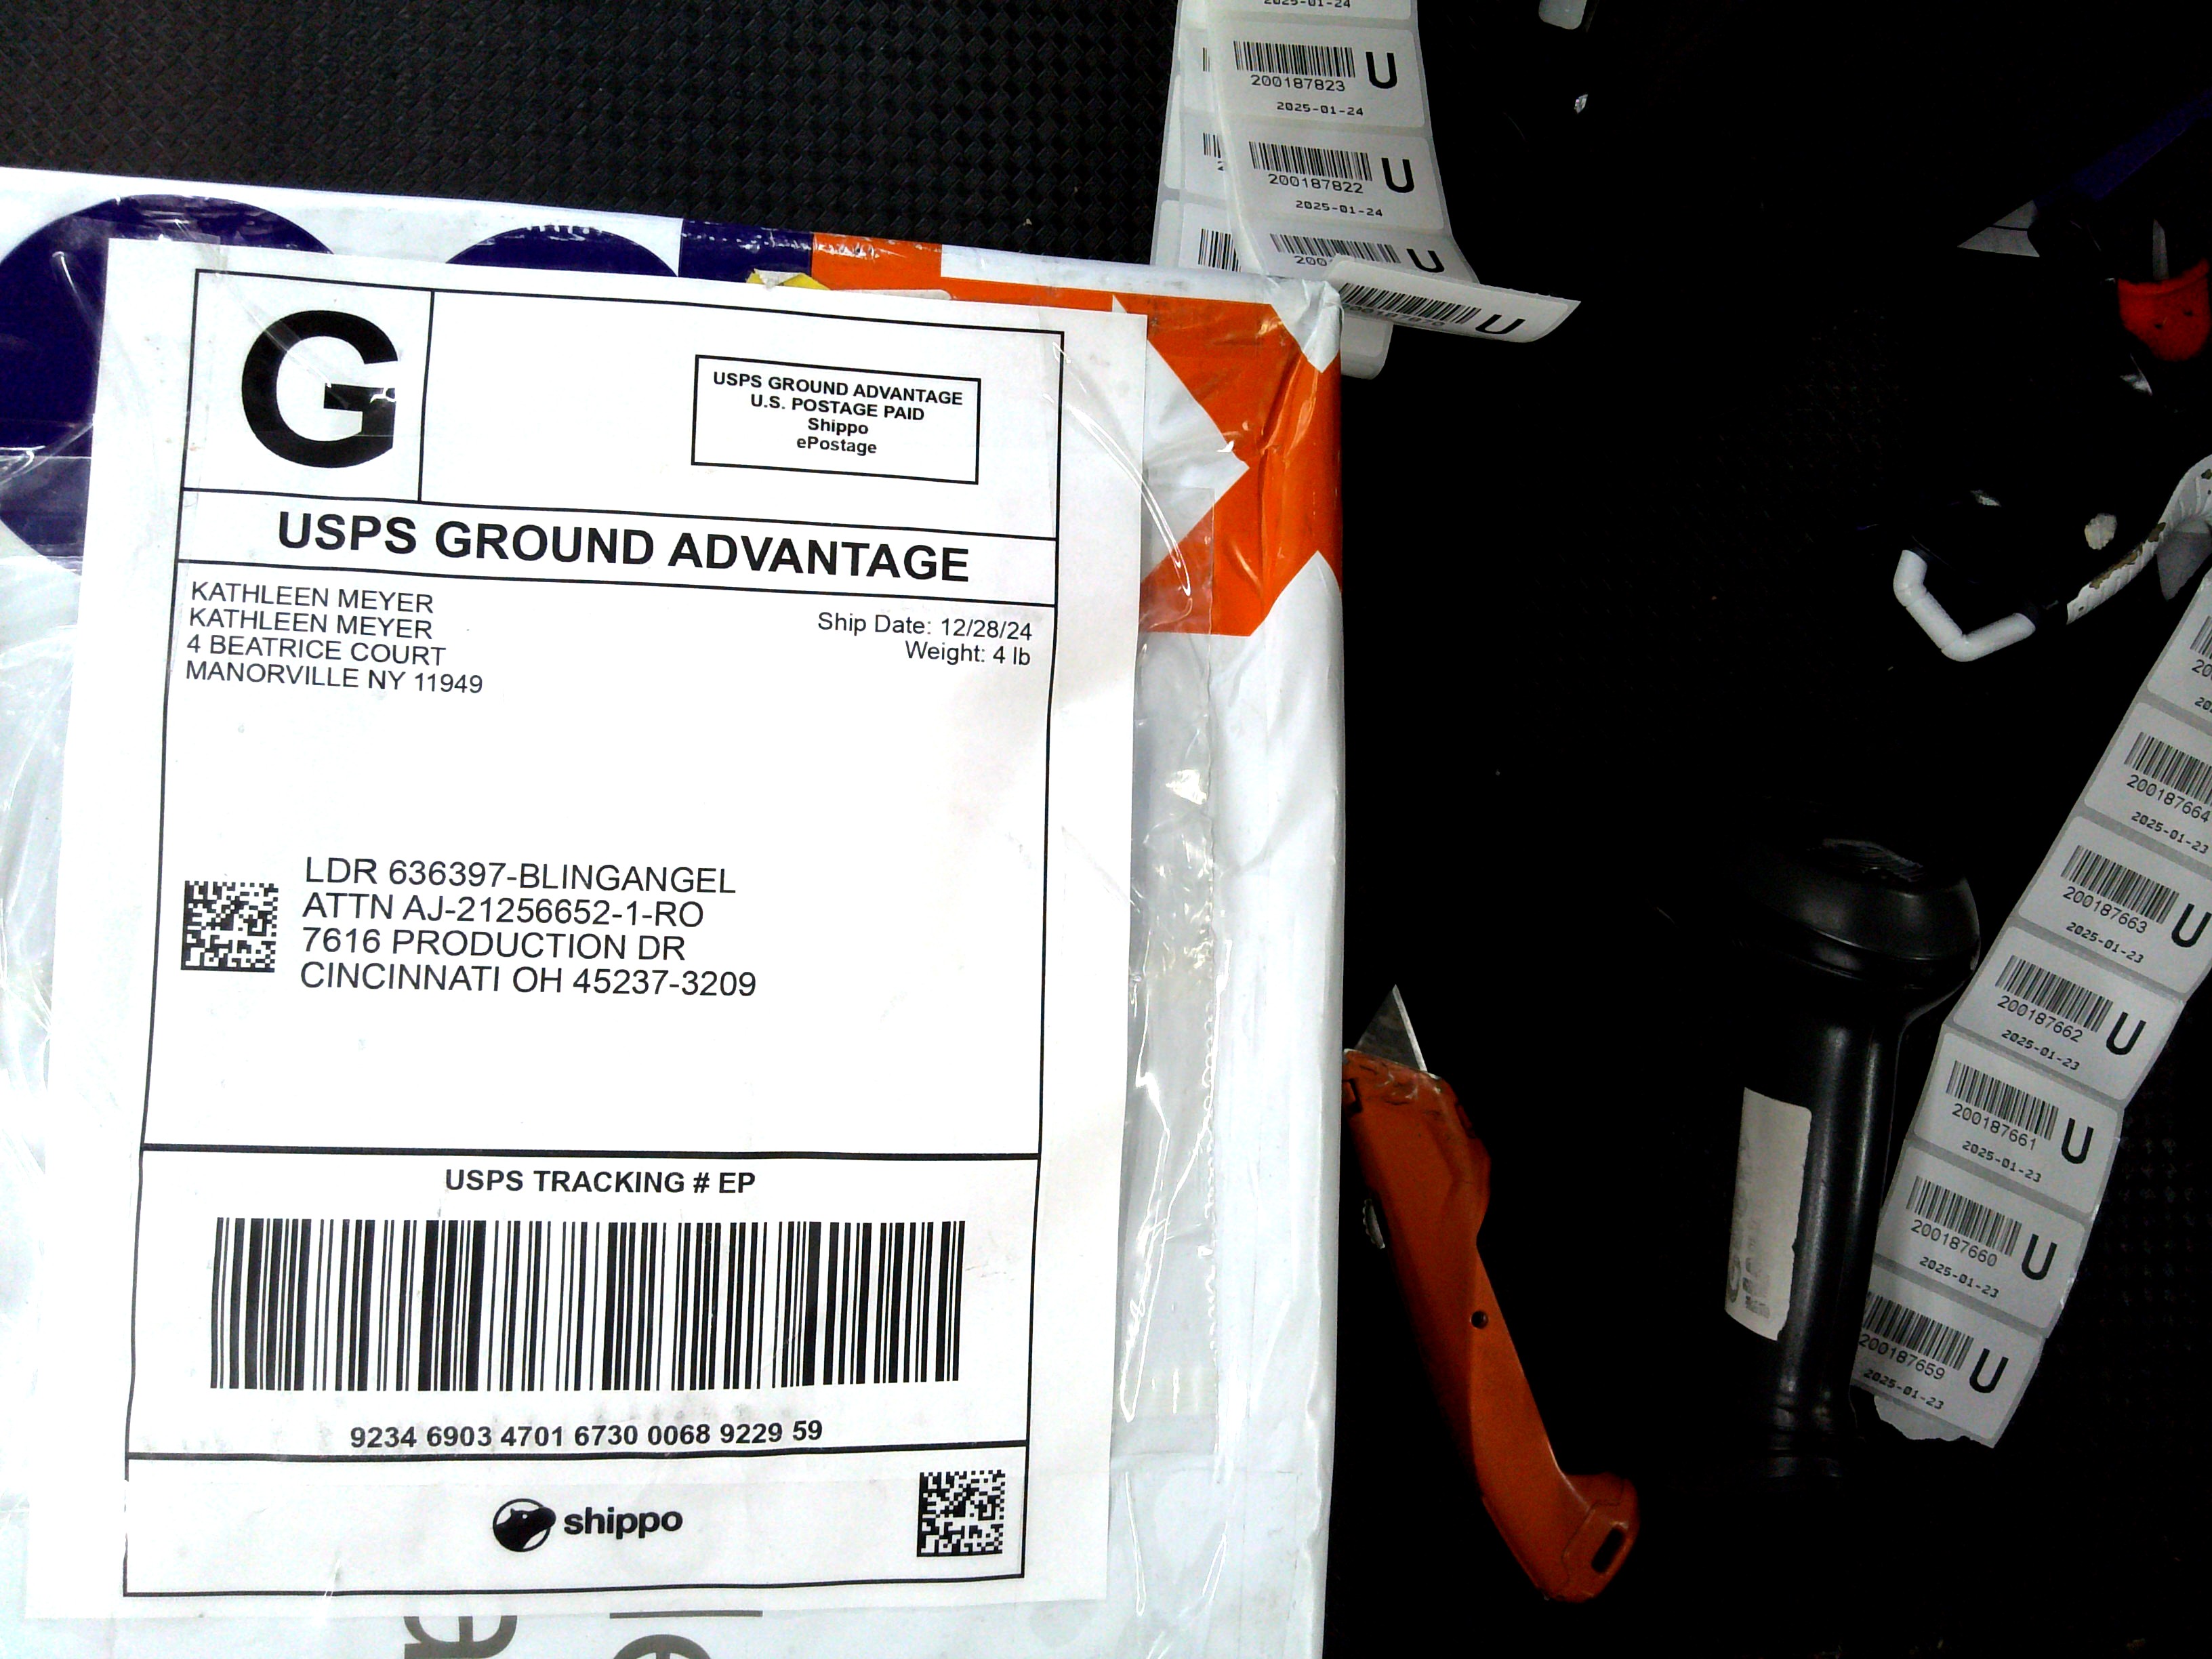 G
USPS GROUND ADVANTAGE
U.S. POSTAGE PAID
Shippo
ePostage
USPS GROUND ADVANTAGE
KATHLEEN MEYER
KATHLEEN MEYER
4 BEATRICE COURT
MANORVILLE NY 11949
Ship Date: 12/28/24
Weight: 4 lb
LDR 636397-BLINGANGEL
ATTN AJ-21256652-1-RO
7616 PRODUCTION DR
CINCINNATI OH 45237-3209
USPS TRACKING # EP
9234 6903 4701 6730 0068 9229 59
shippo
2025-01-24
200187823 U
2025-01-24
200187822 U
2025-01-24
U
U
200187664
2025-01-23
200187663 U
2025-01-23
200187662 U
2025-01-23
200187661 U
2025-01-23
200187660 U
2025-01-23
200187659 U
2025-01-23